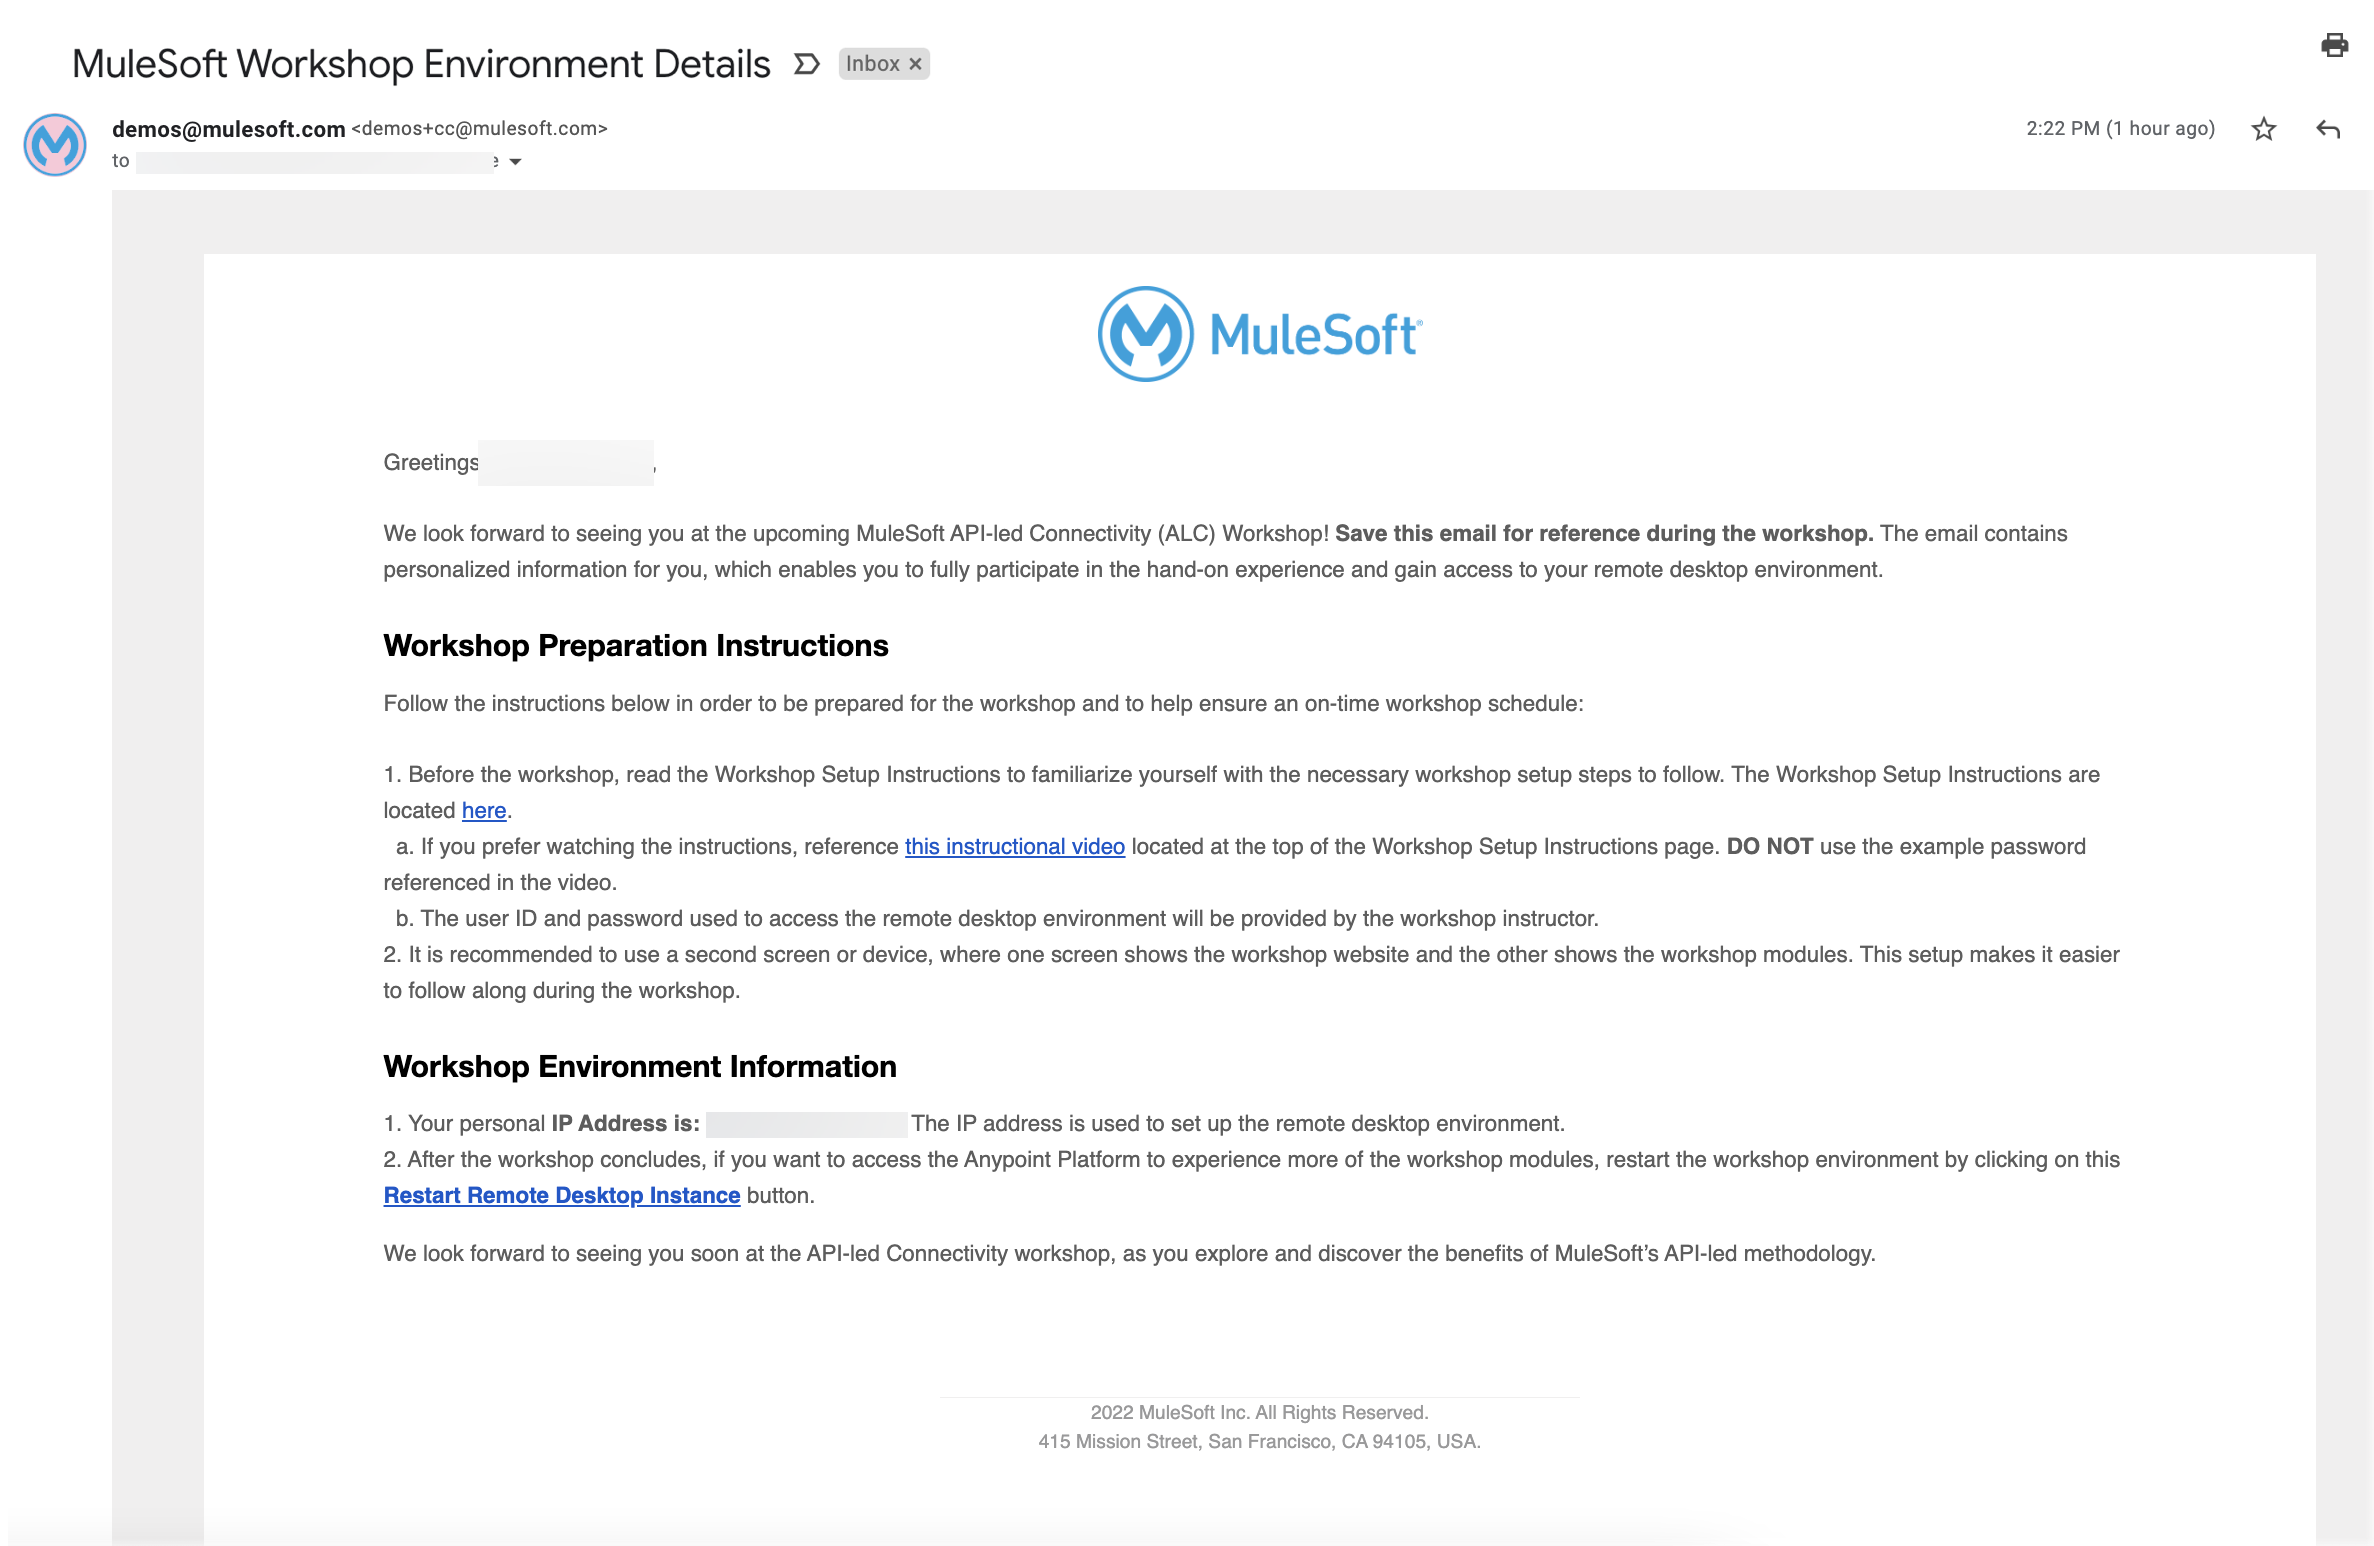 MuleSoft Workshop Environment Details Inbox ×
demos@mulesoft.com <demos+cc@mulesoft.com> 2:22 PM (1 hour ago)
to e
MuleSoft®
Greetings ,
We look forward to seeing you at the upcoming MuleSoft API-led Connectivity (ALC) Workshop! Save this email for reference during the workshop. The email contains
personalized information for you, which enables you to fully participate in the hand-on experience and gain access to your remote desktop environment.
Workshop Preparation Instructions
Follow the instructions below in order to be prepared for the workshop and to help ensure an on-time workshop schedule:
1. Before the workshop, read the Workshop Setup Instructions to familiarize yourself with the necessary workshop setup steps to follow. The Workshop Setup Instructions are
located here.
a. If you prefer watching the instructions, reference this instructional video located at the top of the Workshop Setup Instructions page. DO NOT use the example password
referenced in the video.
b. The user ID and password used to access the remote desktop environment will be provided by the workshop instructor.
2. It is recommended to use a second screen or device, where one screen shows the workshop website and the other shows the workshop modules. This setup makes it easier
to follow along during the workshop.
Workshop Environment Information
1. Your personal IP Address is: The IP address is used to set up the remote desktop environment.
2. After the workshop concludes, if you want to access the Anypoint Platform to experience more of the workshop modules, restart the workshop environment by clicking on this
Restart Remote Desktop Instance button.
We look forward to seeing you soon at the API-led Connectivity workshop, as you explore and discover the benefits of MuleSoft’s API-led methodology.
2022 MuleSoft Inc. All Rights Reserved.
415 Mission Street, San Francisco, CA 94105, USA.